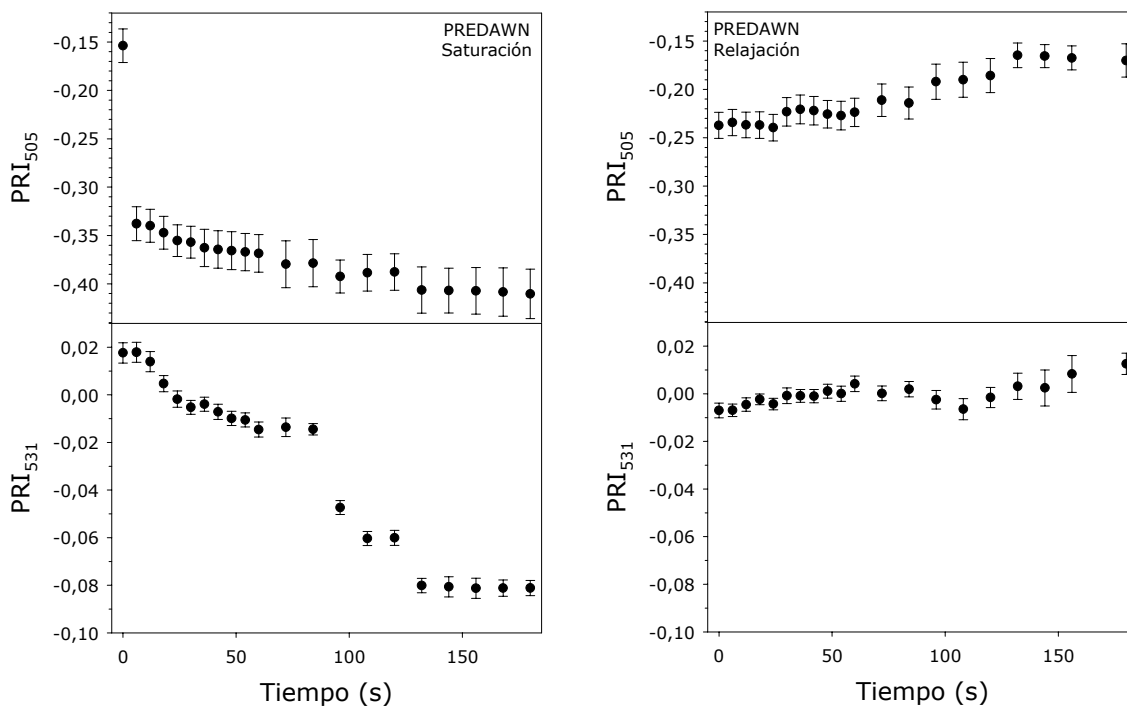 PREDAWN
Saturación
-0,15
-0,20
-0,25
-0,30
-0,35
-0,40
PRI505
0,02
0,00
-0,02
-0,04
-0,06
-0,08
-0,10
PRI531
0 50 100 150
Tiempo (s)
PREDAWN
Relajación
-0,15
-0,20
-0,25
-0,30
-0,35
-0,40
PRI505
0,02
0,00
-0,02
-0,04
-0,06
-0,08
-0,10
PRI531
0 50 100 150
Tiempo (s)